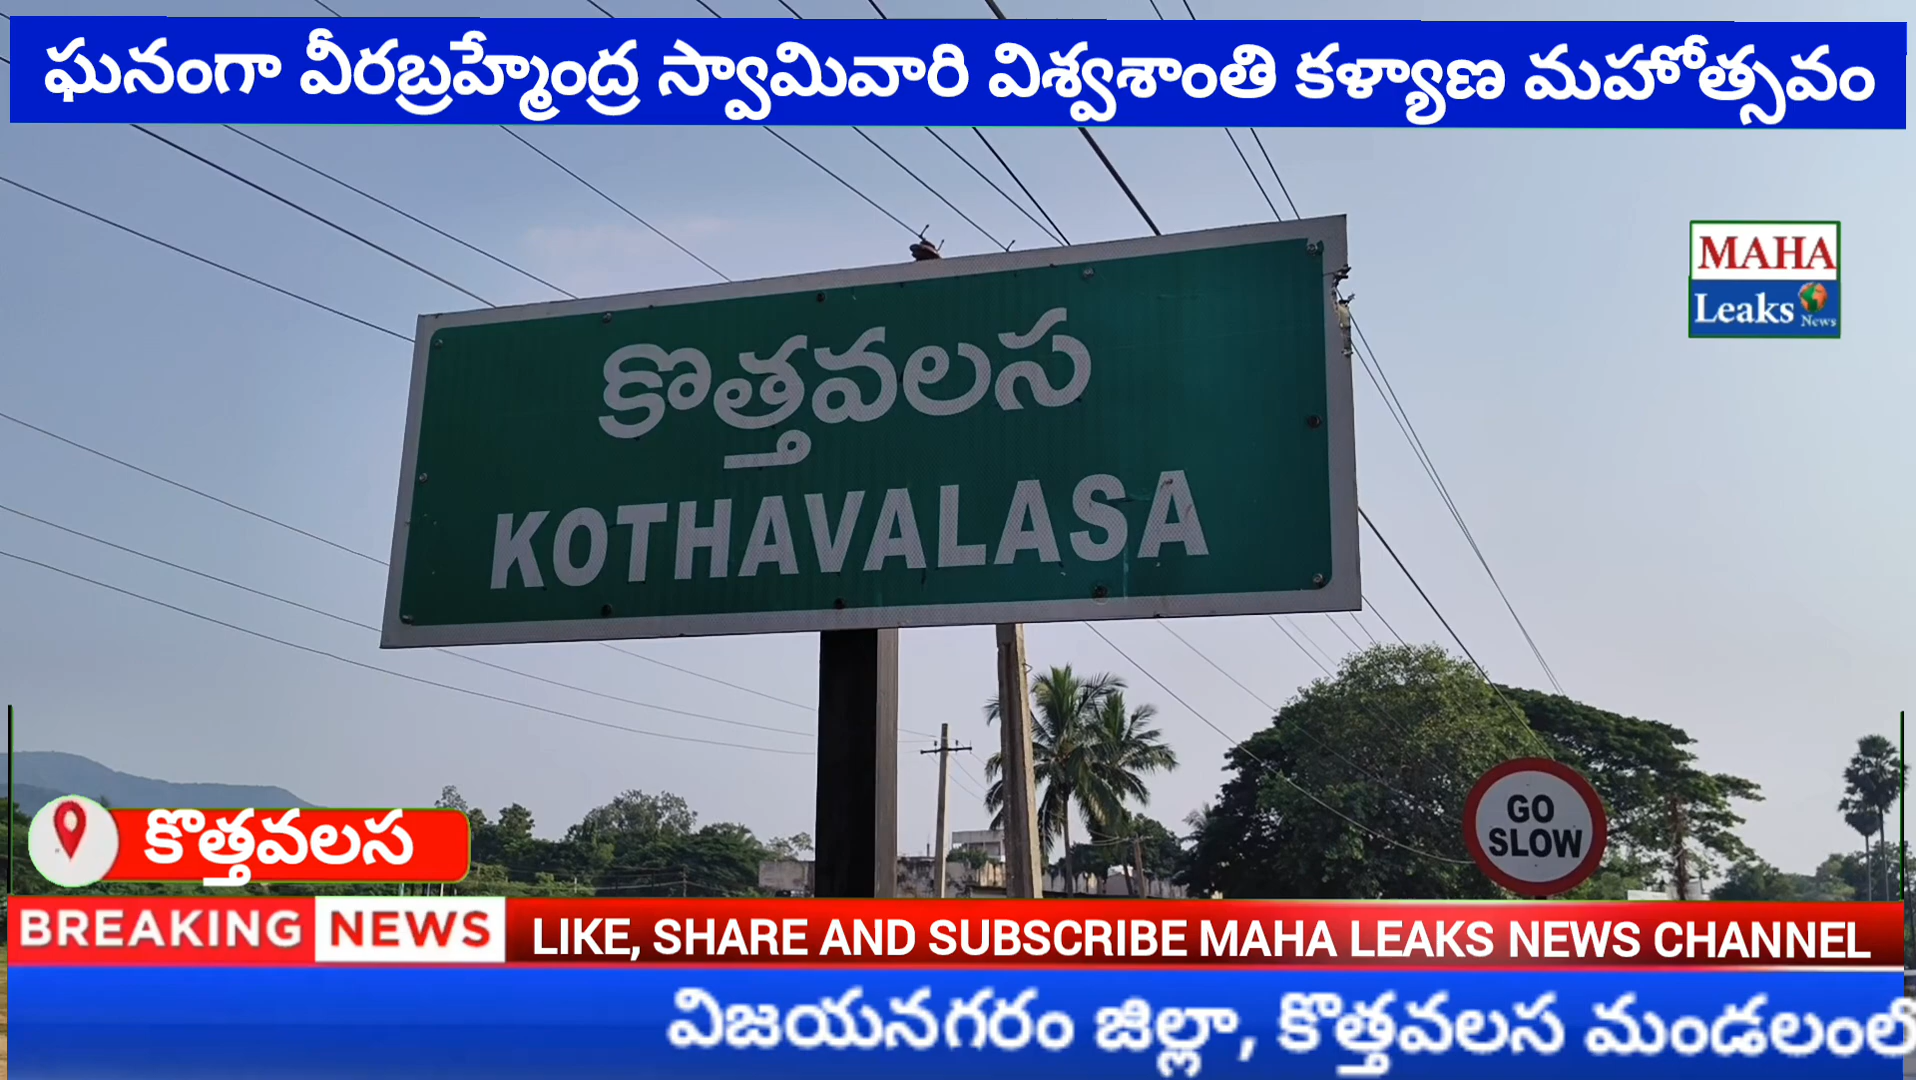 ఘనంగా వీరబ్రహ్మేంద్ర స్వామివారి విశ్వశాంతి కళ్యాణ మహోత్సవం
MAHA
Leaks
News
కొత్తవలస
KOTHAVALASA
GO
SLOW
కొత్తవలస
BREAKING NEWS
LIKE, SHARE AND SUBSCRIBE MAHA LEAKS NEWS CHANNEL
విజయనగరం జిల్లా, కొత్తవలస